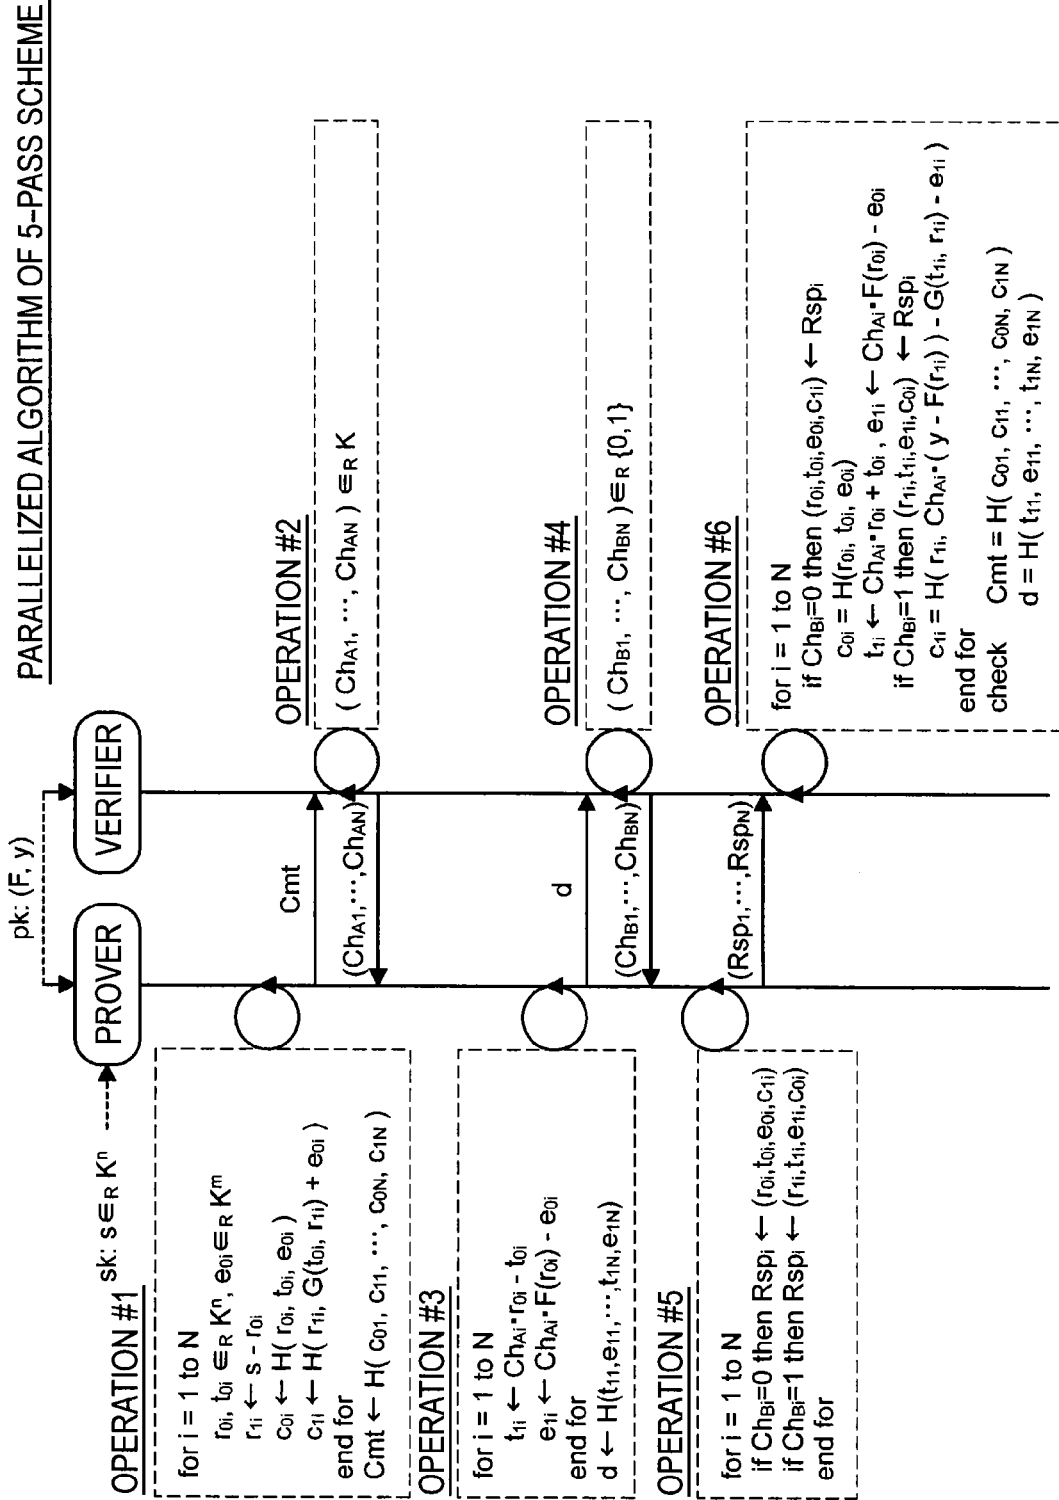 PARALLELIZED ALGORITHM OF 5-PASS SCHEME
pk: (F, y)
sk: s ∈R Kⁿ
PROVER
VERIFIER
OPERATION #1
for i = 1 to N
r0i, t0i ∈R Kⁿ, e0i ∈R Kᵐ
r1i ← s - r0i
c0i ← H( r0i, t0i, e0i )
c1i ← H( r1i, G(t0i, r1i) + e0i )
end for
Cmt ← H( c01, c11, ⋯, c0N, c1N )
Cmt
OPERATION #2
( ChA1, ⋯, ChAN ) ∈R K
(ChA1,⋯,ChAN)
OPERATION #3
for i = 1 to N
t1i ← ChAi・r0i - t0i
e1i ← ChAi・F(r0i) - e0i
end for
d ← H(t11,e11,⋯,t1N,e1N)
d
OPERATION #4
( ChB1, ⋯, ChBN ) ∈R {0,1}
(ChB1,⋯,ChBN)
OPERATION #5
for i = 1 to N
if ChBi=0 then Rspi ← (r0i,t0i,e0i,c1i)
if ChBi=1 then Rspi ← (r1i,t1i,e1i,c0i)
end for
(Rsp1,⋯,RspN)
OPERATION #6
for i = 1 to N
if ChBi=0 then (r0i,t0i,e0i,c1i) ← Rspi
c0i = H(r0i, t0i, e0i)
t1i ← ChAi・r0i + t0i , e1i ← ChAi・F(r0i) - e0i
if ChBi=1 then (r1i,t1i,e1i,c0i) ← Rspi
c1i = H( r1i, ChAi・( y - F(r1i) ) - G(t1i, r1i) - e1i )
end for
check Cmt = H( c01, c11, ⋯, c0N, c1N )
d = H( t11, e11, ⋯, t1N, e1N )